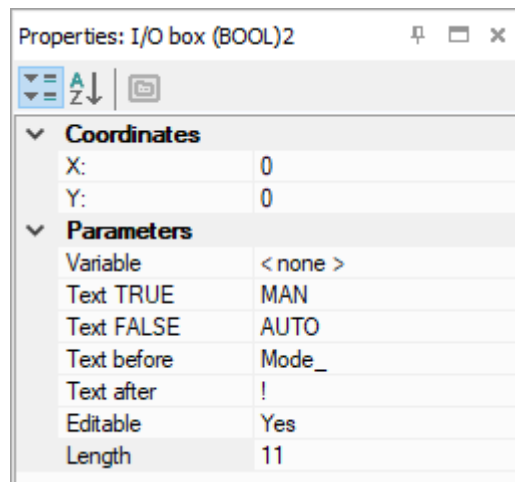 Properties: I/O box (BOOL)2
Coordinates
X: 0
Y: 0
Parameters
Variable < none >
Text TRUE MAN
Text FALSE AUTO
Text before Mode_
Text after !
Editable Yes
Length 11